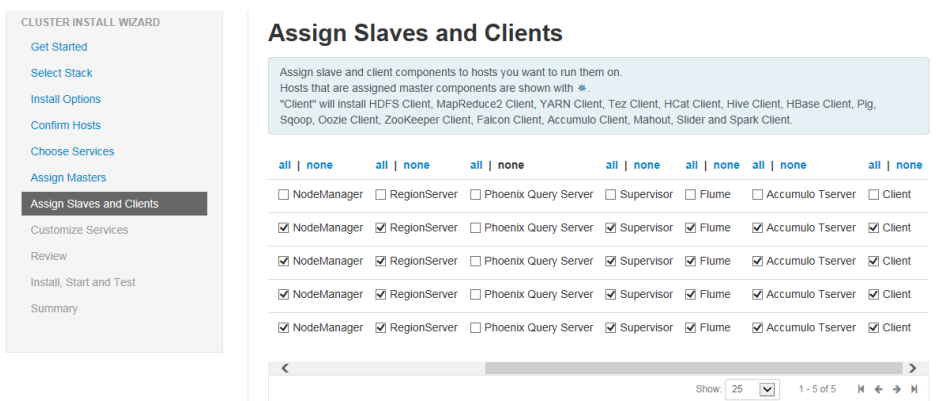 CLUSTER INSTALL WIZARD
Get Started
Select Stack
Install Options
Confirm Hosts
Choose Services
Assign Masters
Assign Slaves and Clients
Customize Services
Review
Install, Start and Test
Summary
Assign Slaves and Clients
Assign slave and client components to hosts you want to run them on.
Hosts that are assigned master components are shown with ✵.
"Client" will install HDFS Client, MapReduce2 Client, YARN Client, Tez Client, HCat Client, Hive Client, HBase Client, Pig,
Sqoop, Oozie Client, ZooKeeper Client, Falcon Client, Accumulo Client, Mahout, Slider and Spark Client.
all | none all | none all | none all | none all | none all | none all | none
NodeManager RegionServer Phoenix Query Server Supervisor Flume Accumulo Tserver Client
NodeManager RegionServer Phoenix Query Server Supervisor Flume Accumulo Tserver Client
NodeManager RegionServer Phoenix Query Server Supervisor Flume Accumulo Tserver Client
NodeManager RegionServer Phoenix Query Server Supervisor Flume Accumulo Tserver Client
NodeManager RegionServer Phoenix Query Server Supervisor Flume Accumulo Tserver Client
Show: 25 1 - 5 of 5